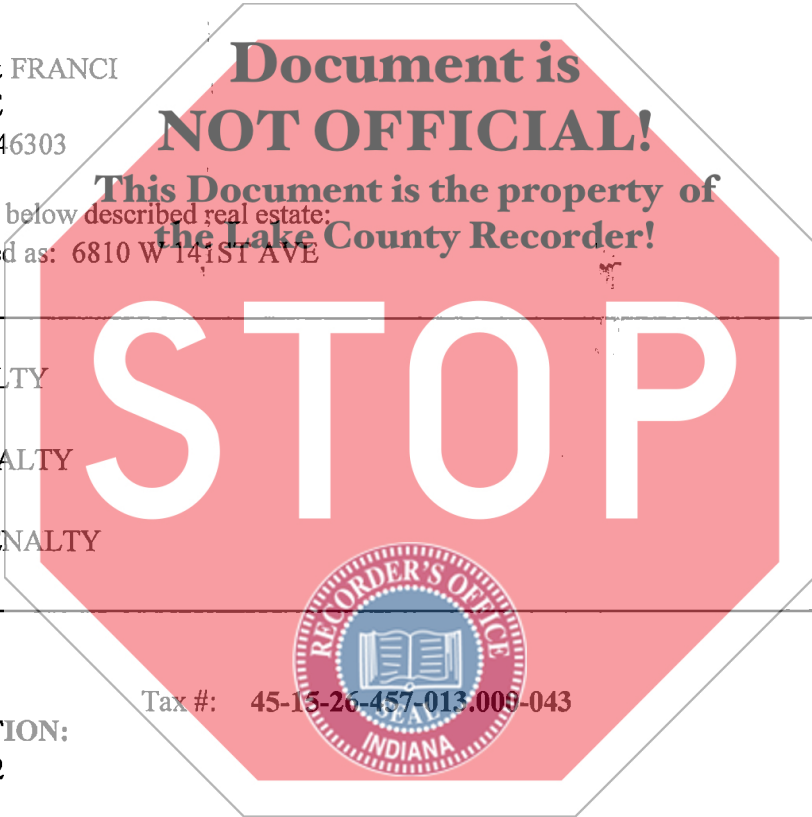 FRANCI
Document is
NOT OFFICIAL!
46303
This Document is the property of
below described real estate:
the Lake County Recorder!
d as: 6810 W 141ST AVE
STOP
LTY
ALTY
NALTY
RECORDER'S OFFICE
SEAL
INDIANA
Tax #: 45-15-26-457-013.000-043
TION:
2